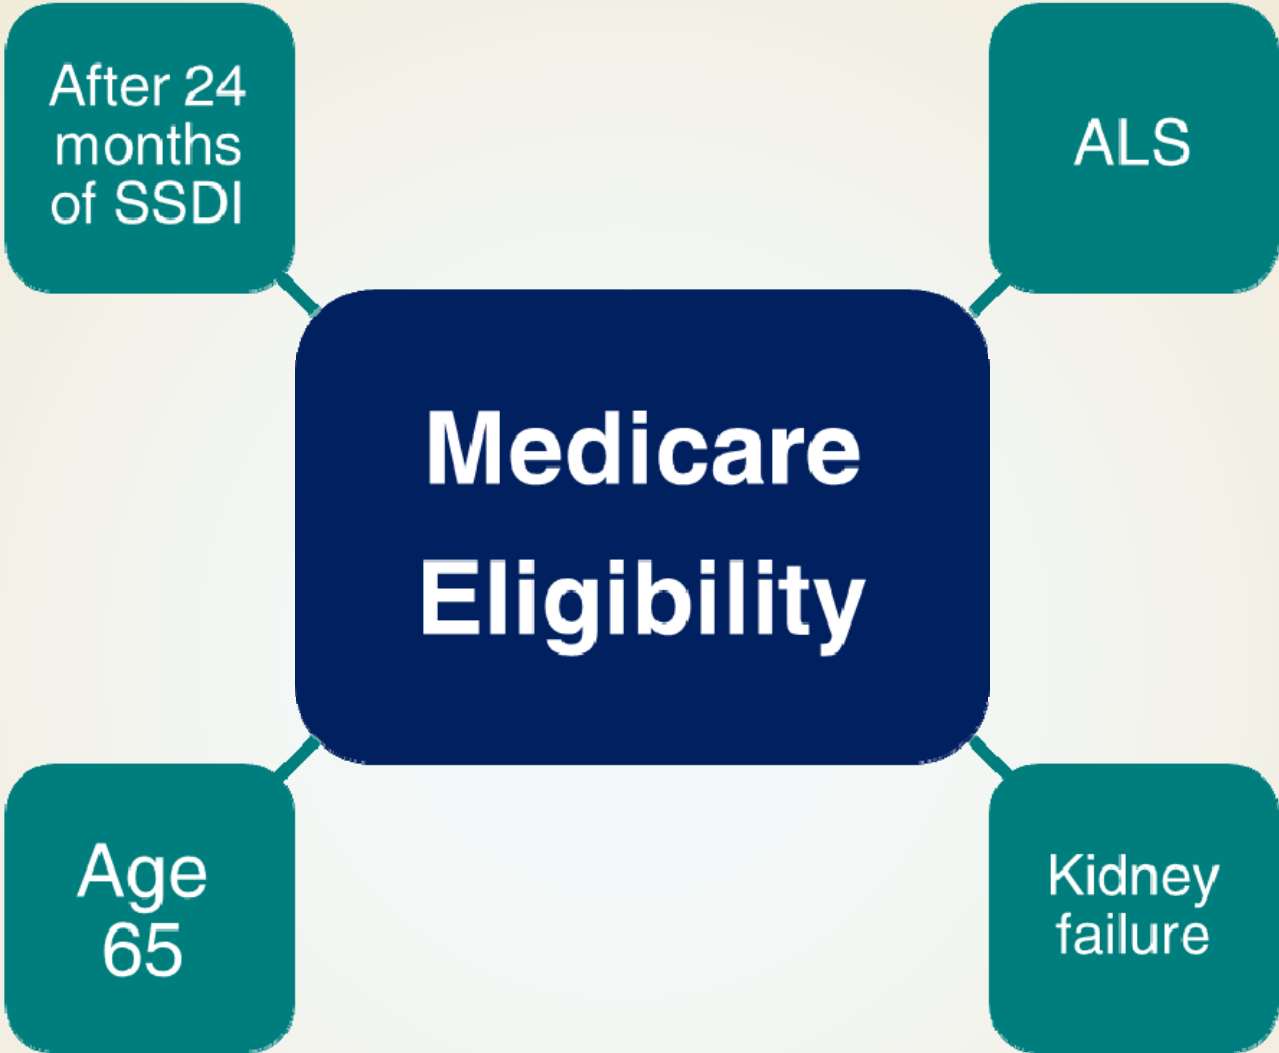 After 24
months
of SSDI
ALS
Medicare
Eligibility
Age
65
Kidney
failure